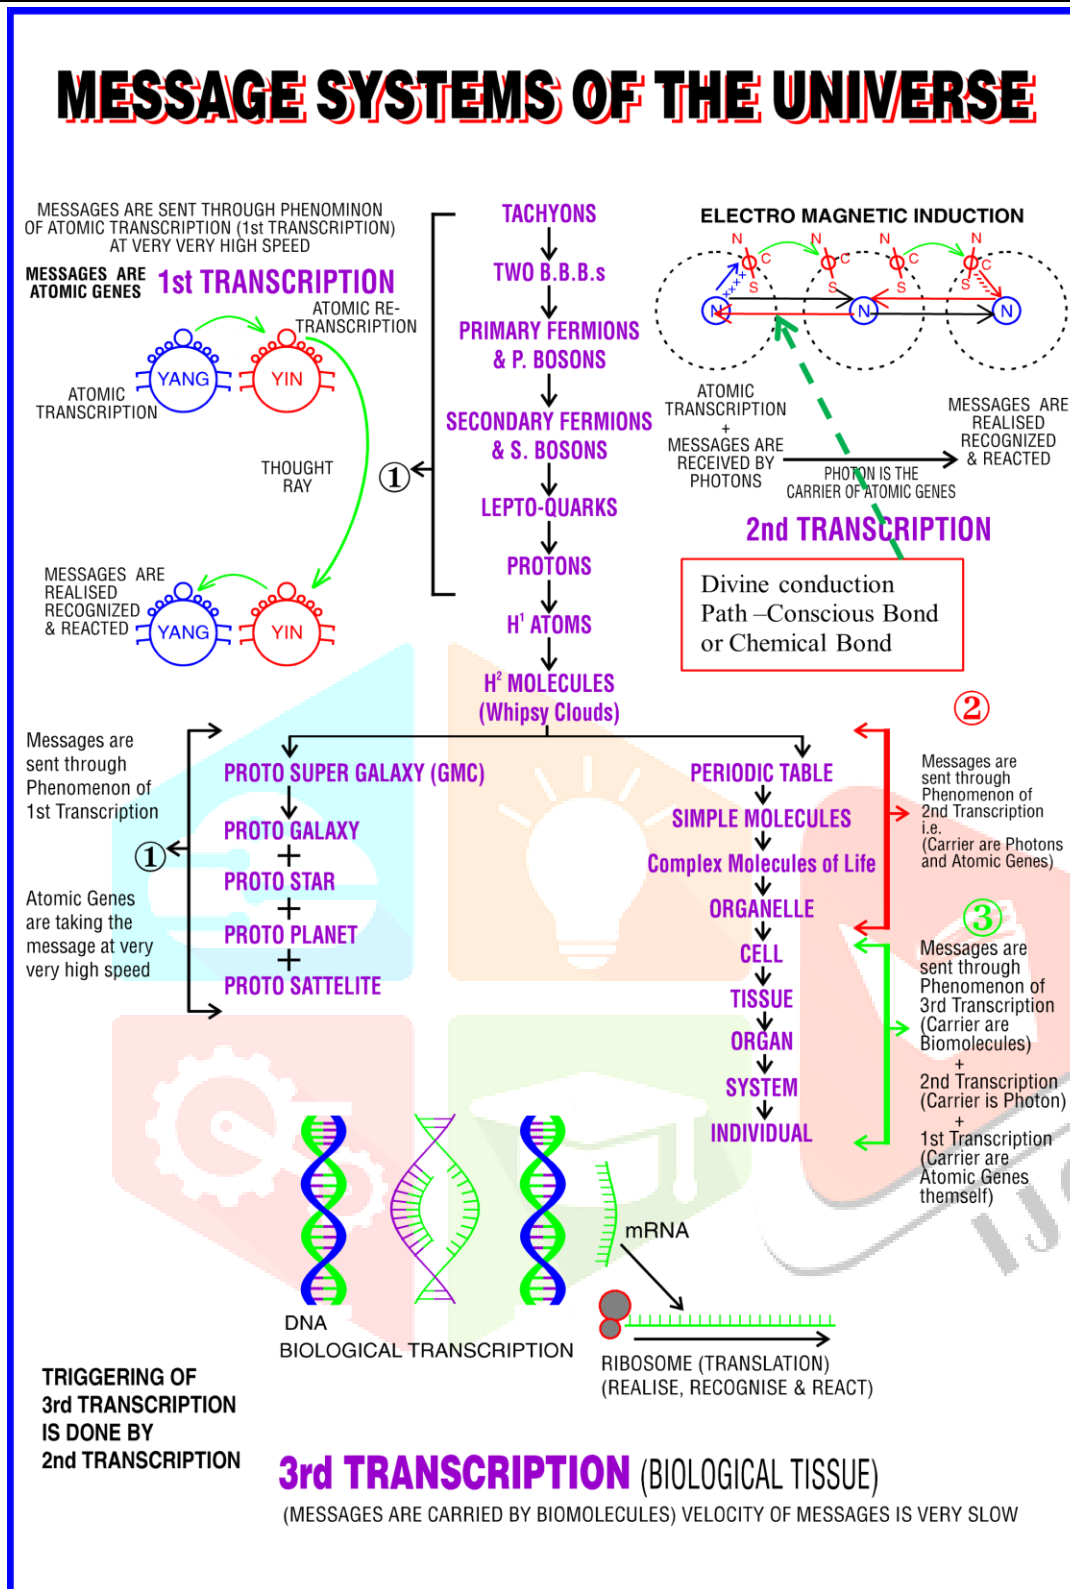 MESSAGE SYSTEMS OF THE UNIVERSE
MESSAGES ARE SENT THROUGH PHENOMINON
OF ATOMIC TRANSCRIPTION (1st TRANSCRIPTION)
AT VERY VERY HIGH SPEED
MESSAGES ARE
ATOMIC GENES
1st TRANSCRIPTION
ATOMIC RE-
TRANSCRIPTION
YANG
YIN
ATOMIC
TRANSCRIPTION
THOUGHT
RAY
MESSAGES ARE
REALISED
RECOGNIZED
& REACTED
YANG
YIN
①
TACHYONS
TWO B.B.B.s
PRIMARY FERMIONS
& P. BOSONS
SECONDARY FERMIONS
& S. BOSONS
LEPTO-QUARKS
PROTONS
H¹ ATOMS
H² MOLECULES
(Whipsy Clouds)
ELECTRO MAGNETIC INDUCTION
N
N
N
N
C
C
S
S
S
S
N
N
N
ATOMIC
TRANSCRIPTION
+
MESSAGES ARE
RECEIVED BY
PHOTONS
PHOTON IS THE
CARRIER OF ATOMIC GENES
MESSAGES ARE
REALISED
RECOGNIZED
& REACTED
2nd TRANSCRIPTION
Divine conduction
Path –Conscious Bond
or Chemical Bond
Messages are
sent through
Phenomenon of
1st Transcription
①
Atomic Genes
are taking the
message at very
very high speed
PROTO SUPER GALAXY (GMC)
PROTO GALAXY
+
PROTO STAR
+
PROTO PLANET
+
PROTO SATTELITE
PERIODIC TABLE
SIMPLE MOLECULES
Complex Molecules of Life
ORGANELLE
CELL
TISSUE
ORGAN
SYSTEM
INDIVIDUAL
②
Messages are
sent through
Phenomenon of
2nd Transcription
i.e.
(Carrier are Photons
and Atomic Genes)
③
Messages are
sent through
Phenomenon of
3rd Transcription
(Carrier are
Biomolecules)
+
2nd Transcription
(Carrier is Photon)
+
1st Transcription
(Carrier are
Atomic Genes
themself)
IJ
DNA
BIOLOGICAL TRANSCRIPTION
mRNA
RIBOSOME (TRANSLATION)
(REALISE, RECOGNISE & REACT)
TRIGGERING OF
3rd TRANSCRIPTION
IS DONE BY
2nd TRANSCRIPTION
3rd TRANSCRIPTION (BIOLOGICAL TISSUE)
(MESSAGES ARE CARRIED BY BIOMOLECULES) VELOCITY OF MESSAGES IS VERY SLOW